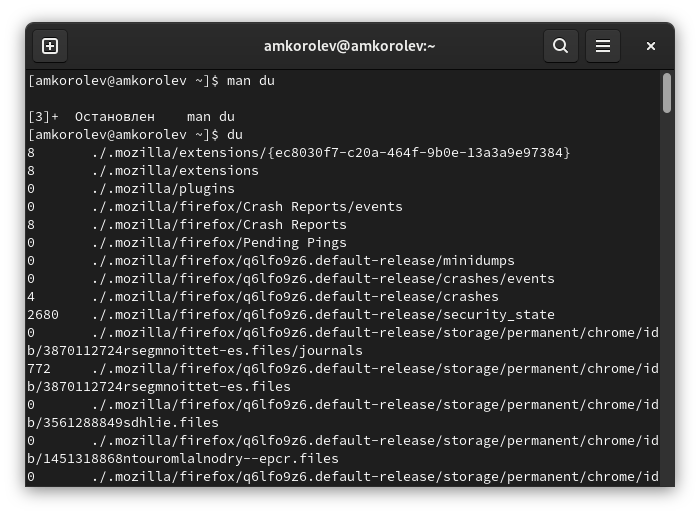 amkorolev@amkorolev:~
[amkorolev@amkorolev ~]$ man du
[3]+  Остановлен    man du
[amkorolev@amkorolev ~]$ du
8       ./.mozilla/extensions/{ec8030f7-c20a-464f-9b0e-13a3a9e97384}
8       ./.mozilla/extensions
0       ./.mozilla/plugins
0       ./.mozilla/firefox/Crash Reports/events
8       ./.mozilla/firefox/Crash Reports
0       ./.mozilla/firefox/Pending Pings
0       ./.mozilla/firefox/q6lfo9z6.default-release/minidumps
0       ./.mozilla/firefox/q6lfo9z6.default-release/crashes/events
4       ./.mozilla/firefox/q6lfo9z6.default-release/crashes
2680    ./.mozilla/firefox/q6lfo9z6.default-release/security_state
0       ./.mozilla/firefox/q6lfo9z6.default-release/storage/permanent/chrome/id
b/3870112724rsegmnoittet-es.files/journals
772     ./.mozilla/firefox/q6lfo9z6.default-release/storage/permanent/chrome/id
b/3870112724rsegmnoittet-es.files
0       ./.mozilla/firefox/q6lfo9z6.default-release/storage/permanent/chrome/id
b/3561288849sdhlie.files
0       ./.mozilla/firefox/q6lfo9z6.default-release/storage/permanent/chrome/id
b/1451318868ntouromlalnodry--epcr.files
0       ./.mozilla/firefox/q6lfo9z6.default-release/storage/permanent/chrome/id